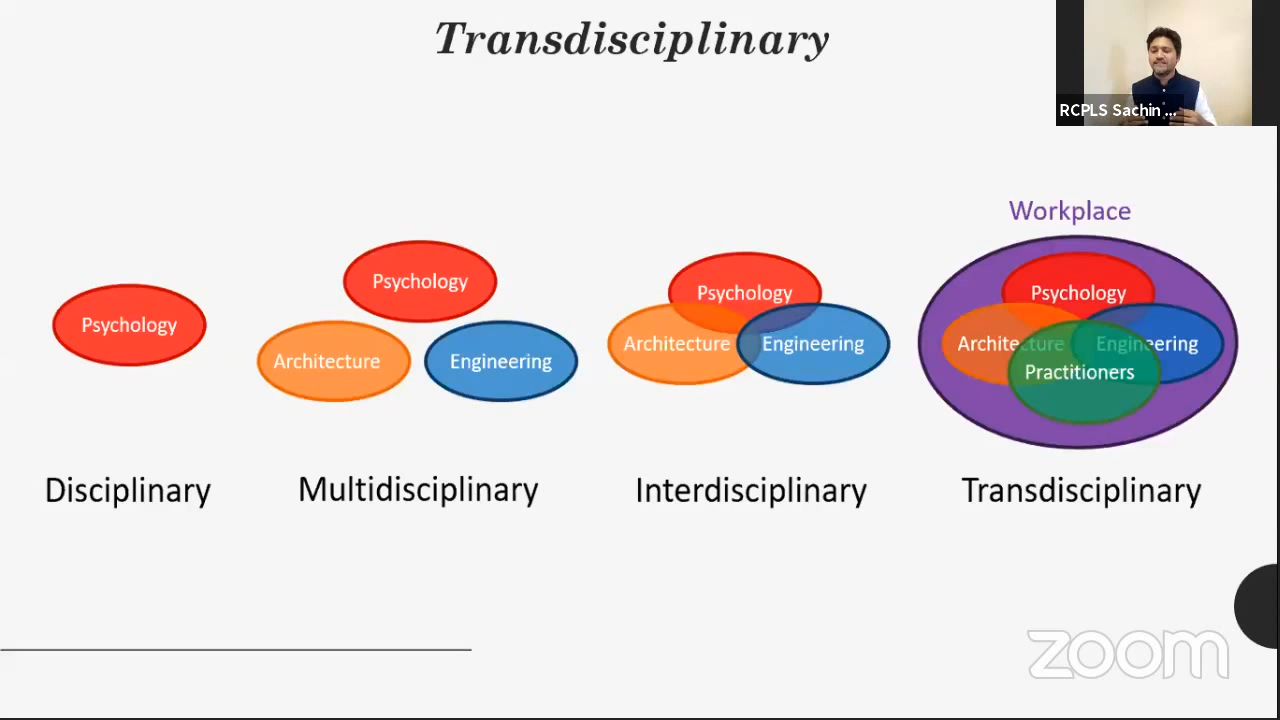 Transdisciplinary
RCPLS Sachin ...
Psychology
Disciplinary
Psychology
Architecture
Engineering
Multidisciplinary
Psychology
Architecture
Engineering
Interdisciplinary
Workplace
Psychology
Architecture
Engineering
Practitioners
Transdisciplinary
zoom